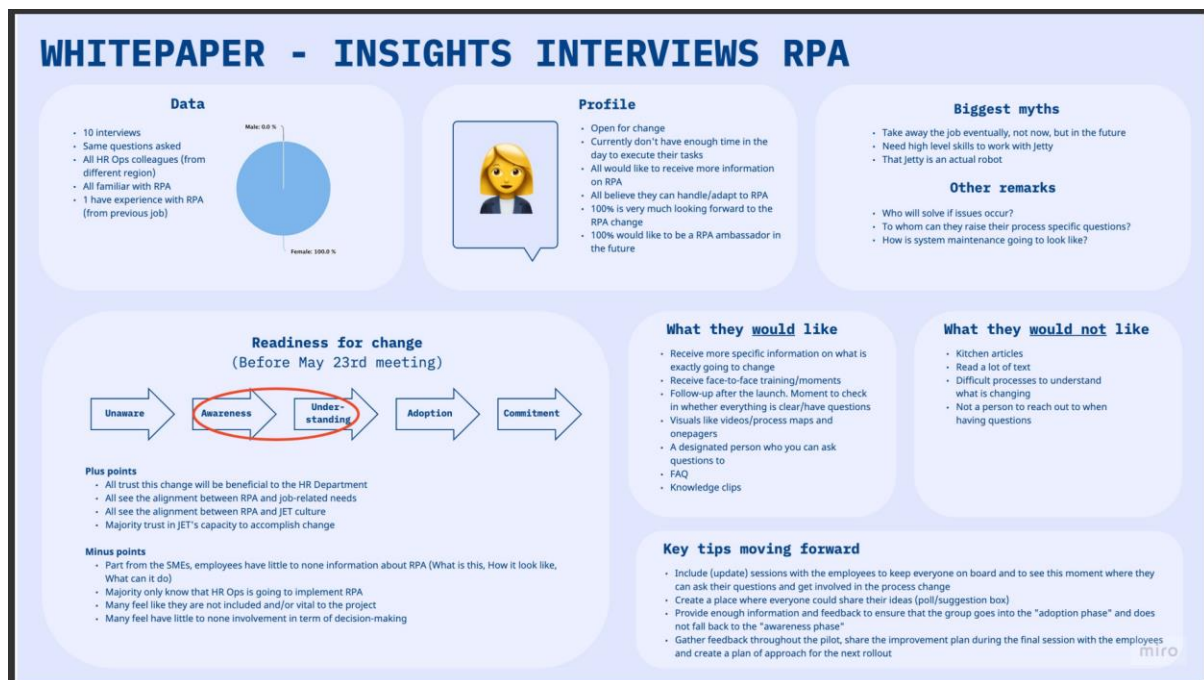 WHITEPAPER - INSIGHTS INTERVIEWS RPA
Data
• 10 interviews
• Same questions asked
• All HR Ops colleagues (from
different region)
• All familiar with RPA
• 1 have experience with RPA
(from previous job)
Male: 0.0 %
Female: 100.0 %
Profile
• Open for change
• Currently don't have enough time in the
day to execute their tasks
• All would like to receive more information
on RPA
• All believe they can handle/adapt to RPA
• 100% is very much looking forward to the
RPA change
• 100% would like to be a RPA ambassador in
the future
Biggest myths
• Take away the job eventually, not now, but in the future
• Need high level skills to work with Jetty
• That Jetty is an actual robot
Other remarks
• Who will solve if issues occur?
• To whom can they raise their process specific questions?
• How is system maintenance going to look like?
Readiness for change
(Before May 23rd meeting)
Unaware
Awareness
Under-
standing
Adoption
Commitment
Plus points
• All trust this change will be beneficial to the HR Department
• All see the alignment between RPA and job-related needs
• All see the alignment between RPA and JET culture
• Majority trust in JET's capacity to accomplish change
Minus points
• Part from the SMEs, employees have little to none information about RPA (What is this, How it look like,
What can it do)
• Majority only know that HR Ops is going to implement RPA
• Many feel like they are not included and/or vital to the project
• Many feel have little to none involvement in term of decision-making
What they would like
• Receive more specific information on what is
exactly going to change
• Receive face-to-face training/moments
• Follow-up after the launch. Moment to check
in whether everything is clear/have questions
• Visuals like videos/process maps and
onepagers
• A designated person who you can ask
questions to
• FAQ
• Knowledge clips
What they would not like
• Kitchen articles
• Read a lot of text
• Difficult processes to understand
what is changing
• Not a person to reach out to when
having questions
Key tips moving forward
• Include (update) sessions with the employees to keep everyone on board and to see this moment where they
can ask their questions and get involved in the process change
• Create a place where everyone could share their ideas (poll/suggestion box)
• Provide enough information and feedback to ensure that the group goes into the "adoption phase" and does
not fall back to the "awareness phase"
• Gather feedback throughout the pilot, share the improvement plan during the final session with the employees
and create a plan of approach for the next rollout
miro